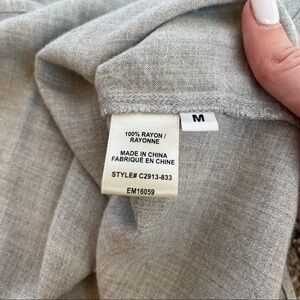 100% RAYON /
RAYONNE
MADE IN CHINA
FABRIQUÉ EN CHINE
STYLE# C2913-833
EM16059
M